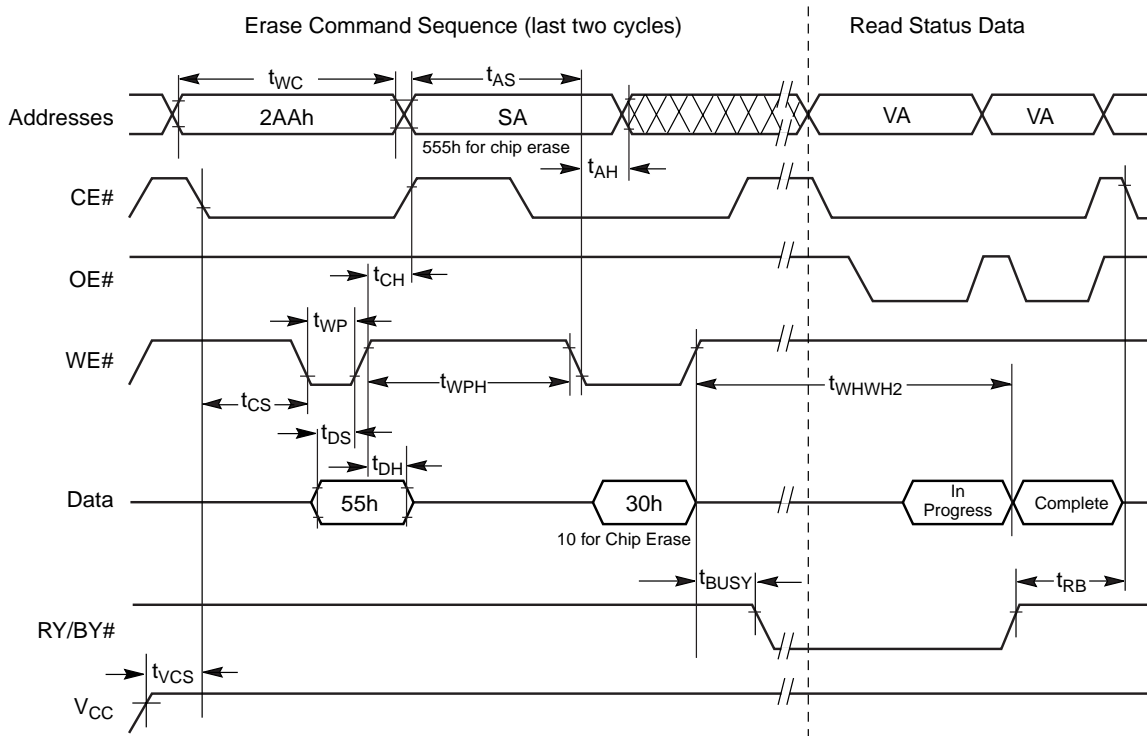 Erase Command Sequence (last two cycles)
Read Status Data
tWC
tAS
Addresses
2AAh
SA
VA
VA
555h for chip erase
tAH
CE#
OE#
tCH
tWP
WE#
tWPH
tWHWH2
tCS
tDS
tDH
Data
55h
30h
In
Progress
Complete
10 for Chip Erase
tBUSY
tRB
RY/BY#
tVCS
VCC